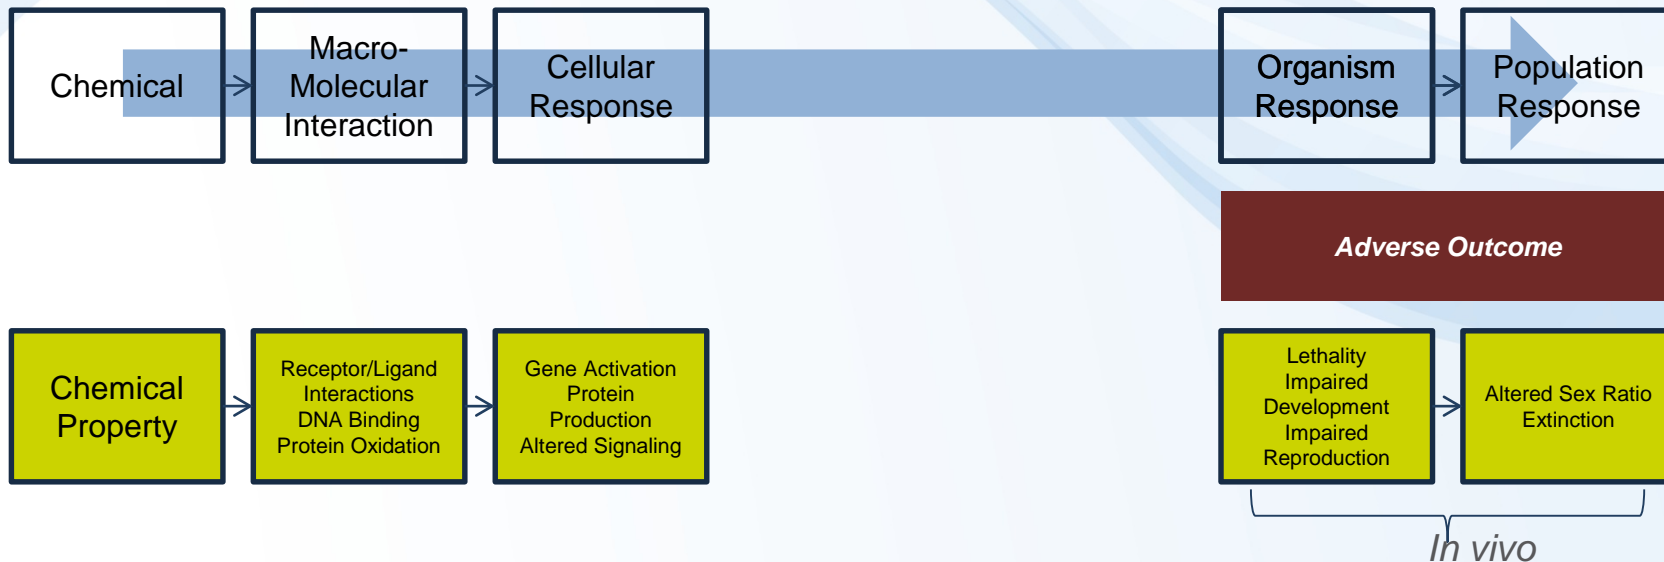 Chemical
Macro-
Molecular
Interaction
Cellular
Response
Organism
Response
Population
Response
Adverse Outcome
Chemical
Property
Receptor/Ligand
Interactions
DNA Binding
Protein Oxidation
Gene Activation
Protein
Production
Altered Signaling
Lethality
Impaired
Development
Impaired
Reproduction
Altered Sex Ratio
Extinction
In vivo